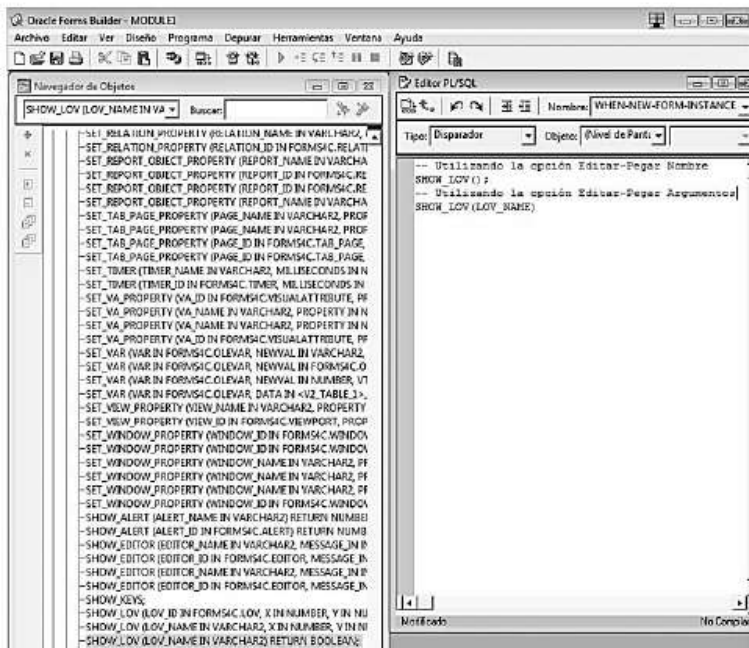 Oracle Forms Builder - MODULE1
Archivo Editar Ver Diseño Programa Depurar Herramientas Ventana Ayuda
Navegador de Objetos
SHOW_LOV (LOV_NAME IN VA
Buscar:
SET_RELATION_PROPERTY (RELATION_NAME IN VARCHAR2,
SET_RELATION_PROPERTY (RELATION_ID IN FORMS4C.RELATI
SET_REPORT_OBJECT_PROPERTY (REPORT_NAME IN VARCHA
SET_REPORT_OBJECT_PROPERTY (REPORT_ID IN FORMS4C.RE
SET_REPORT_OBJECT_PROPERTY (REPORT_ID IN FORMS4C.RE
SET_REPORT_OBJECT_PROPERTY (REPORT_NAME IN VARCHA
SET_TAB_PAGE_PROPERTY (PAGE_NAME IN VARCHAR2, PROP
SET_TAB_PAGE_PROPERTY (PAGE_NAME IN VARCHAR2, PROP
SET_TAB_PAGE_PROPERTY (PAGE_ID IN FORMS4C.TAB_PAGE,
SET_TAB_PAGE_PROPERTY (PAGE_ID IN FORMS4C.TAB_PAGE,
SET_TIMER (TIMER_NAME IN VARCHAR2, MILLISECONDS IN N
SET_TIMER (TIMER_ID IN FORMS4C.TIMER, MILLISECONDS IN
SET_VA_PROPERTY (VA_ID IN FORMS4C.VISUALATTRIBUTE, PF
SET_VA_PROPERTY (VA_NAME IN VARCHAR2, PROPERTY IN N
SET_VA_PROPERTY (VA_NAME IN VARCHAR2, PROPERTY IN N
SET_VA_PROPERTY (VA_ID IN FORMS4C.VISUALATTRIBUTE, PF
SET_VAR (VAR IN FORMS4C.OLEVAR, NEWVAL IN VARCHAR2,
SET_VAR (VAR IN FORMS4C.OLEVAR, NEWVAL IN FORMS4C.O
SET_VAR (VAR IN FORMS4C.OLEVAR, NEWVAL IN NUMBER, VT
SET_VAR (VAR IN FORMS4C.OLEVAR, DATA IN <V2_TABLE_1>,
SET_VIEW_PROPERTY (VIEW_NAME IN VARCHAR2, PROPERTY
SET_VIEW_PROPERTY (VIEW_ID IN FORMS4C.VIEWPORT, PROP
SET_WINDOW_PROPERTY (WINDOW_ID IN FORMS4C.WINDOV
SET_WINDOW_PROPERTY (WINDOW_ID IN FORMS4C.WINDOV
SET_WINDOW_PROPERTY (WINDOW_NAME IN VARCHAR2, PF
SET_WINDOW_PROPERTY (WINDOW_NAME IN VARCHAR2, PF
SET_WINDOW_PROPERTY (WINDOW_NAME IN VARCHAR2, PF
SET_WINDOW_PROPERTY (WINDOW_ID IN FORMS4C.WINDOV
SHOW_ALERT (ALERT_NAME IN VARCHAR2) RETURN NUMBE
SHOW_ALERT (ALERT_ID IN FORMS4C.ALERT) RETURN NUMB
SHOW_EDITOR (EDITOR_NAME IN VARCHAR2, MESSAGE_IN I
SHOW_EDITOR (EDITOR_ID IN FORMS4C.EDITOR, MESSAGE_IN
SHOW_EDITOR (EDITOR_NAME IN VARCHAR2, MESSAGE_IN I
SHOW_EDITOR (EDITOR_ID IN FORMS4C.EDITOR, MESSAGE_IN
SHOW_KEYS;
SHOW_LOV (LOV_ID IN FORMS4C.LOV, X IN NUMBER, Y IN NU
SHOW_LOV (LOV_NAME IN VARCHAR2, X IN NUMBER, Y IN N
SHOW_LOV (LOV_NAME IN VARCHAR2) RETURN BOOLEAN;
Editor PL/SQL
Nombre: WHEN-NEW-FORM-INSTANCE
Tipo: Disparador Objeto: (Nivel de Panta
-- Utilizando la opción Editar-Pegar Nombre
SHOW_LOV();
-- Utilizando la opción Editar-Pegar Argumentos
SHOW_LOV(LOV_NAME)
Modificado
No Compila